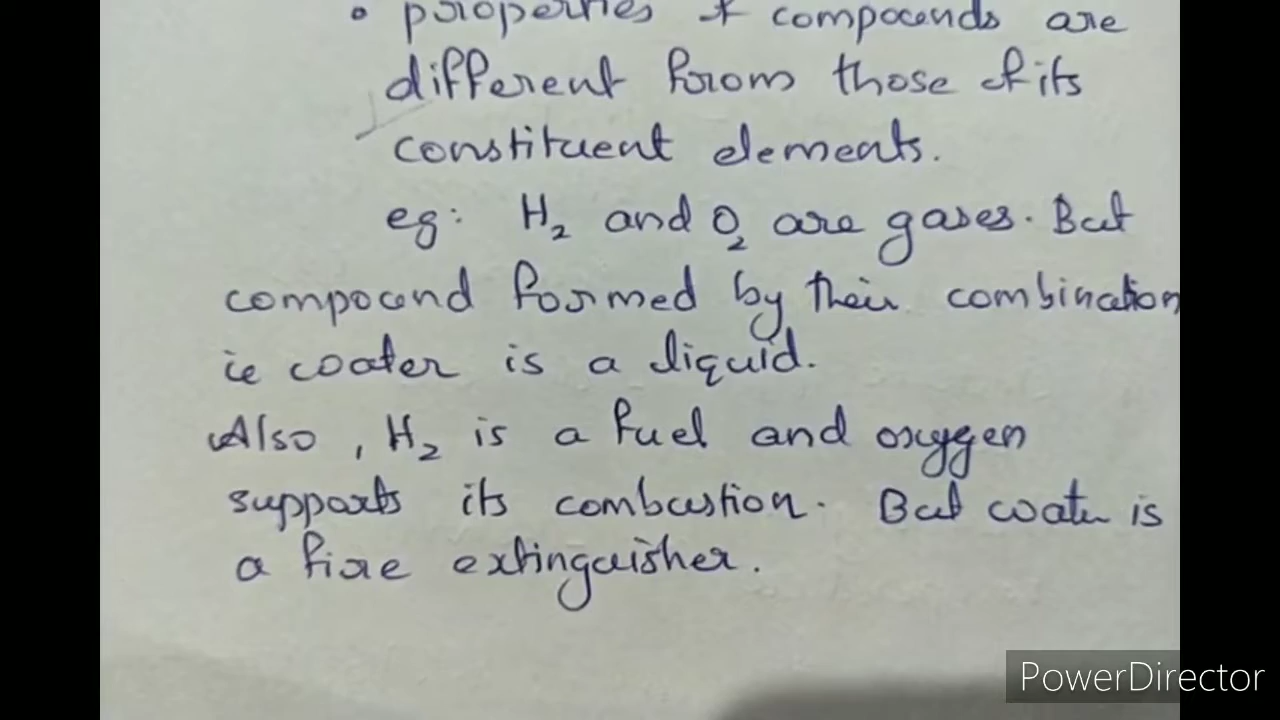 • properties of compounds are
different from those of its
constituent elements.
eg: H₂ and O₂ are gases. But
compound formed by their combination
ie water is a liquid.
Also, H₂ is a fuel and oxygen
supports its combustion. But water is
a fire extinguisher.
PowerDirector